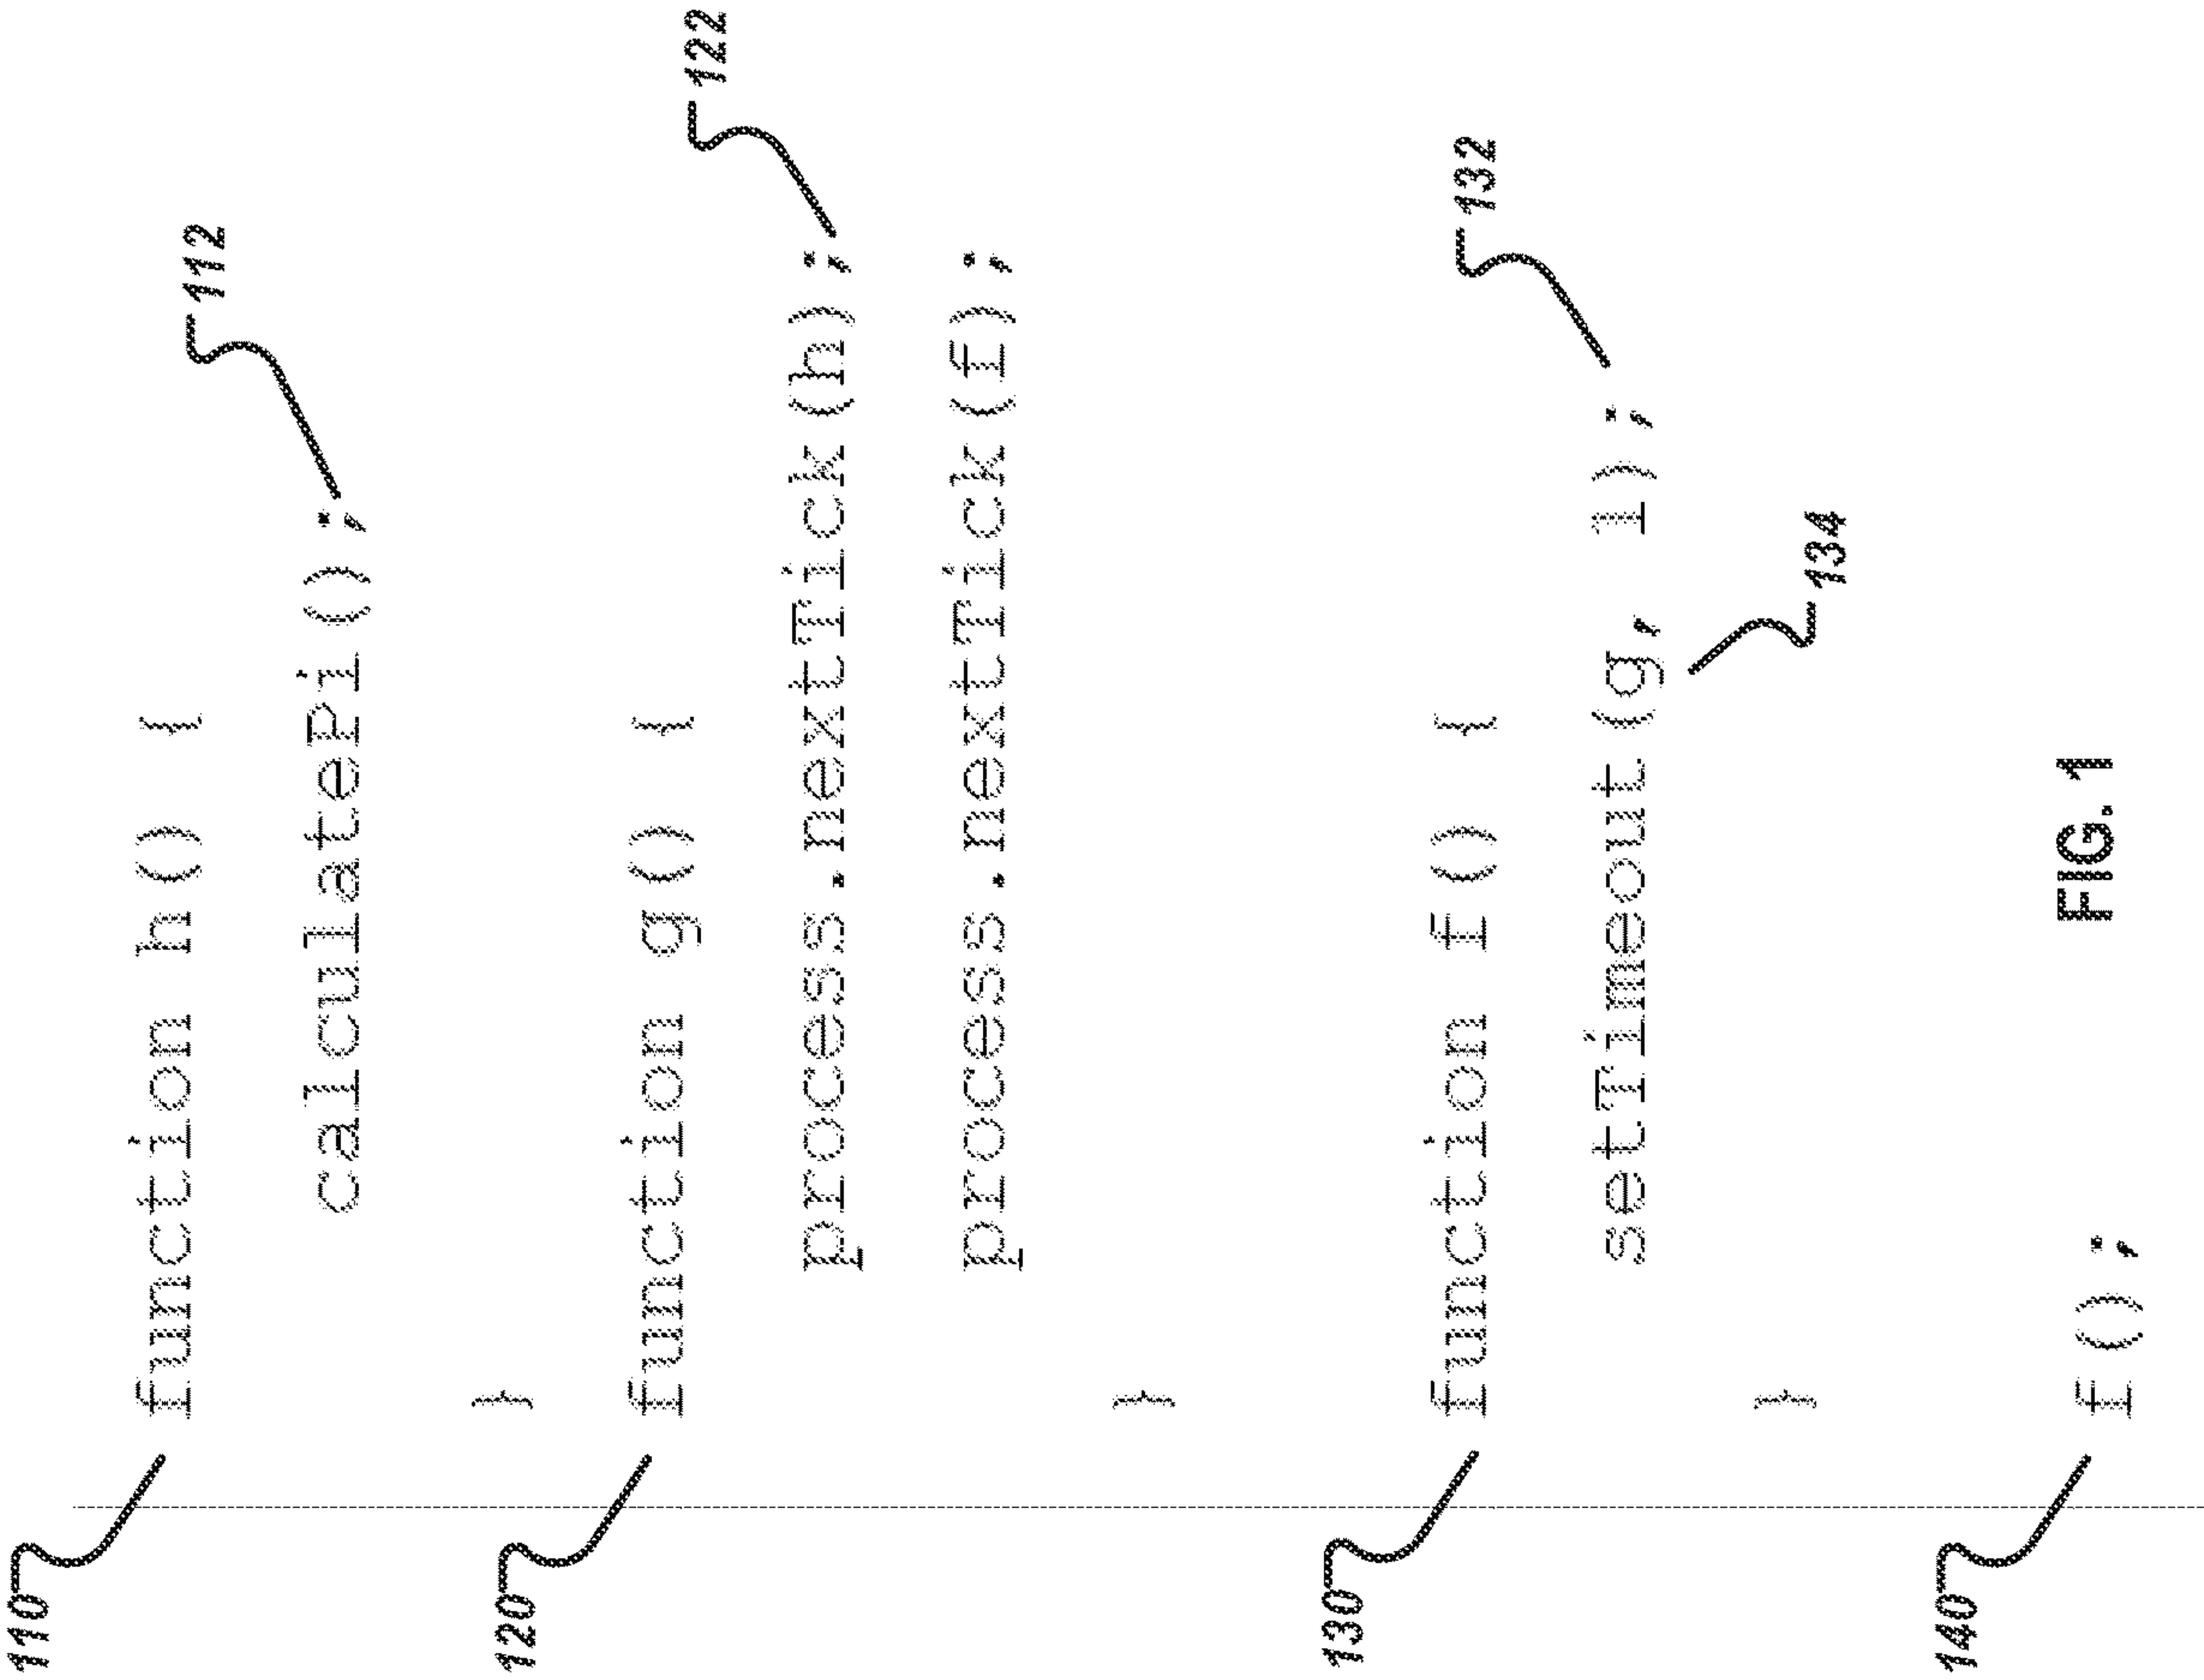 110 function h() {
calculatePi(); 112
}
120 function g() {
process.nextTick(h); 122
process.nextTick(f);
}
130 function f() {
setTimeout(g, 1); 132
134
}
140 f();
FIG. 1